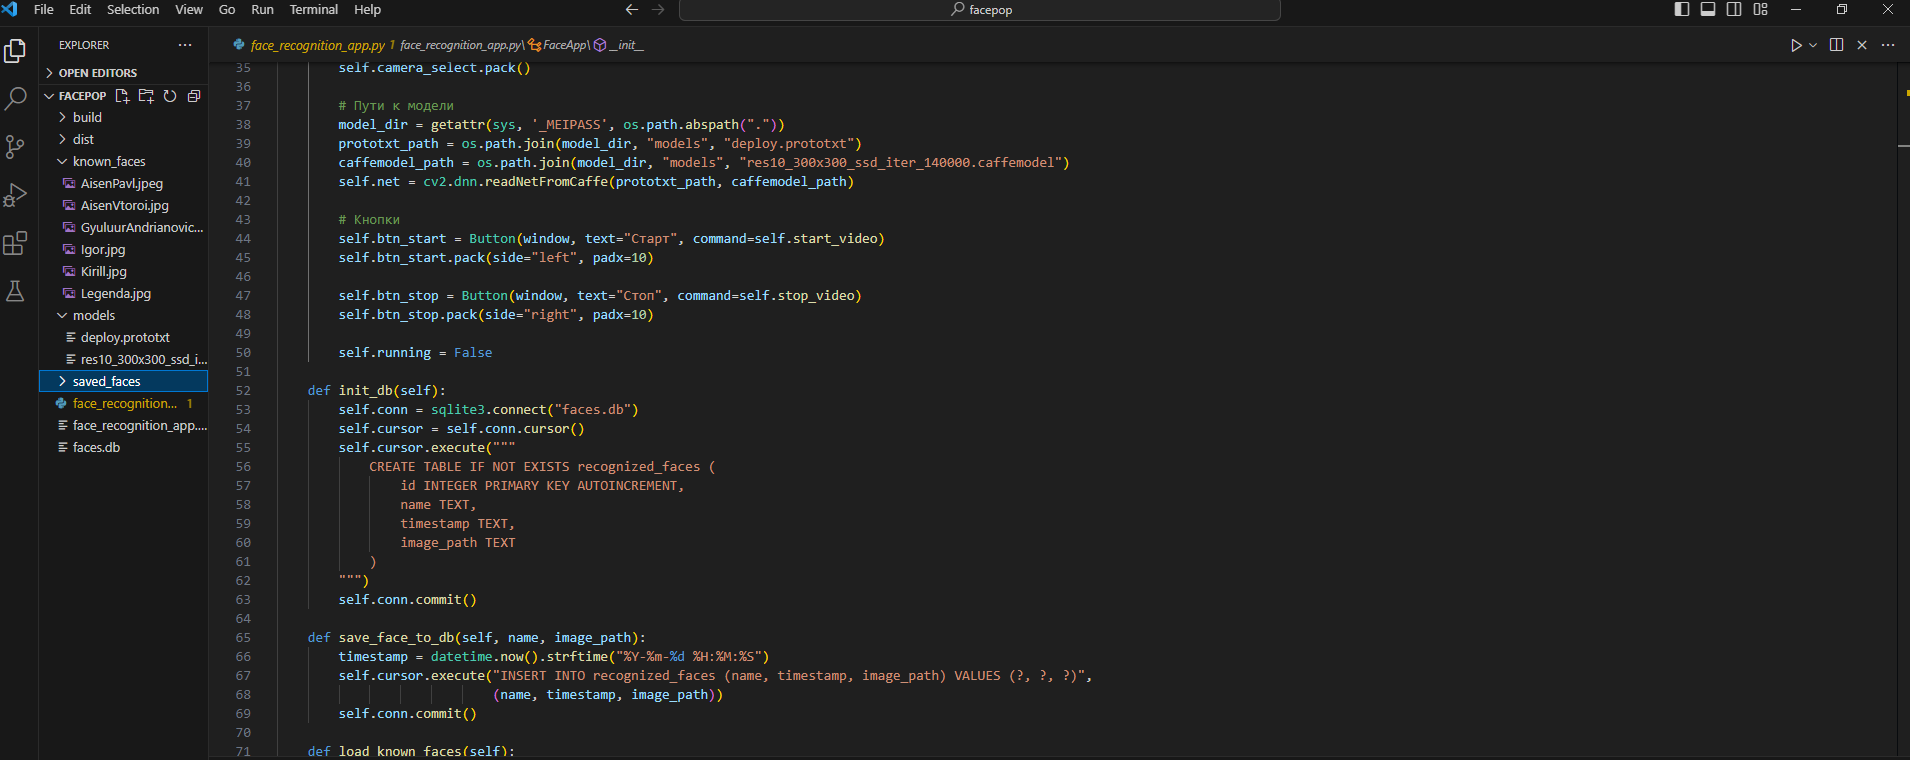 File Edit Selection View Go Run Terminal Help
facepop
EXPLORER
OPEN EDITORS
FACEPOP
build
dist
known_faces
AisenPavl.jpeg
AisenVtoroi.jpg
GyuluurAndrianovic...
Igor.jpg
Kirill.jpg
Legenda.jpg
models
deploy.prototxt
res10_300x300_ssd_i...
saved_faces
face_recognition... 1
face_recognition_app....
faces.db
face_recognition_app.py 1 face_recognition_app.py\ FaceApp\ __init__
35 self.camera_select.pack()
36
37 # Пути к модели
38 model_dir = getattr(sys, '_MEIPASS', os.path.abspath("."))
39 prototxt_path = os.path.join(model_dir, "models", "deploy.prototxt")
40 caffemodel_path = os.path.join(model_dir, "models", "res10_300x300_ssd_iter_140000.caffemodel")
41 self.net = cv2.dnn.readNetFromCaffe(prototxt_path, caffemodel_path)
42
43 # Кнопки
44 self.btn_start = Button(window, text="Старт", command=self.start_video)
45 self.btn_start.pack(side="left", padx=10)
46
47 self.btn_stop = Button(window, text="Стоп", command=self.stop_video)
48 self.btn_stop.pack(side="right", padx=10)
49
50 self.running = False
51
52 def init_db(self):
53 self.conn = sqlite3.connect("faces.db")
54 self.cursor = self.conn.cursor()
55 self.cursor.execute("""
56 CREATE TABLE IF NOT EXISTS recognized_faces (
57 id INTEGER PRIMARY KEY AUTOINCREMENT,
58 name TEXT,
59 timestamp TEXT,
60 image_path TEXT
61 )
62 """)
63 self.conn.commit()
64
65 def save_face_to_db(self, name, image_path):
66 timestamp = datetime.now().strftime("%Y-%m-%d %H:%M:%S")
67 self.cursor.execute("INSERT INTO recognized_faces (name, timestamp, image_path) VALUES (?, ?, ?)",
68 (name, timestamp, image_path))
69 self.conn.commit()
70
71 def load_known_faces(self):